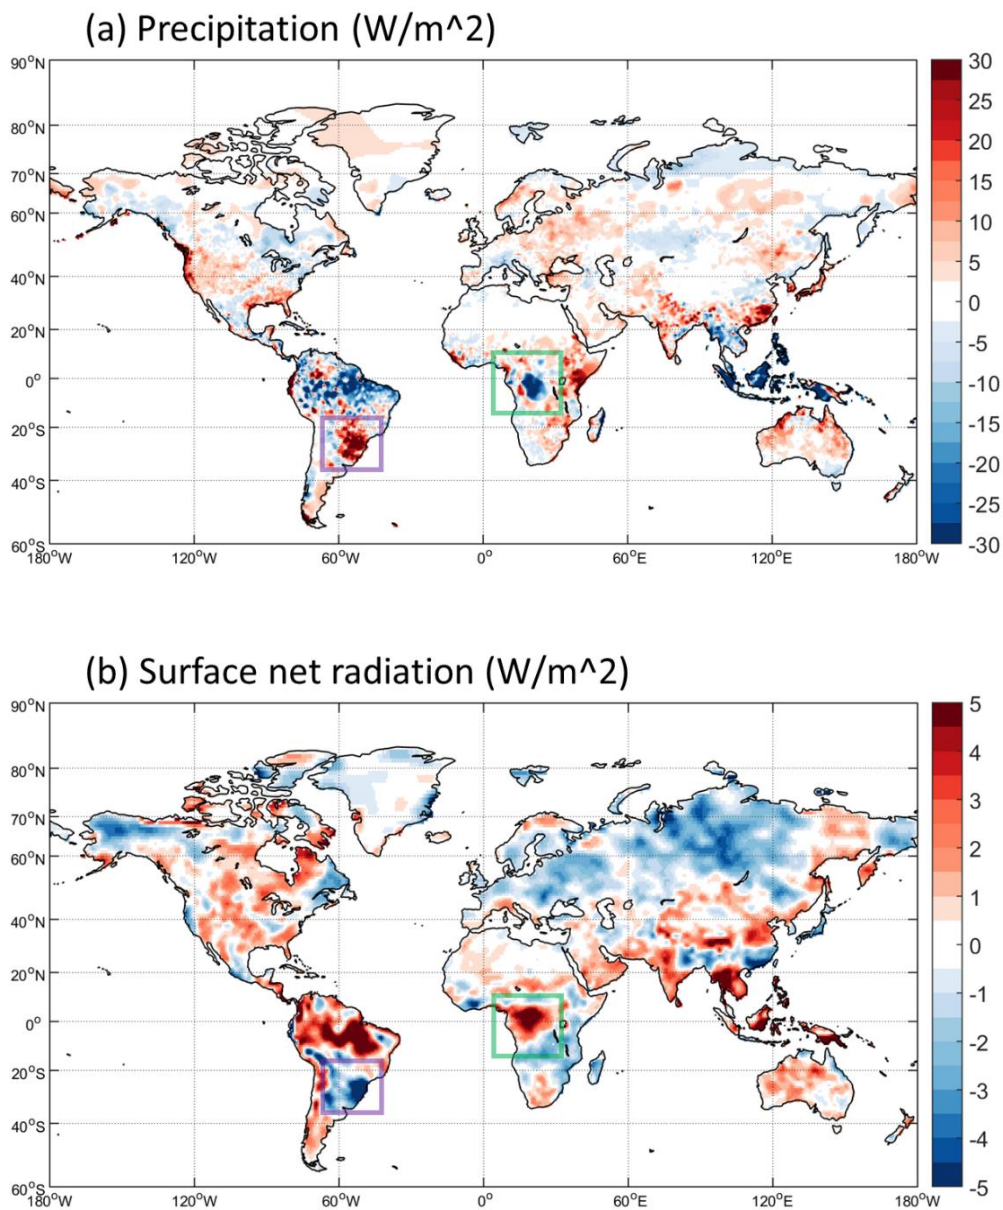 (a) Precipitation (W/m^2)
90°N
80°N
70°N
60°N
40°N
20°N
0°
20°S
40°S
60°S
180°W 120°W 60°W 0° 60°E 120°E 180°W
30
25
20
15
10
5
0
-5
-10
-15
-20
-25
-30
(b) Surface net radiation (W/m^2)
90°N
80°N
70°N
60°N
40°N
20°N
0°
20°S
40°S
60°S
180°W 120°W 60°W 0° 60°E 120°E 180°W
5
4
3
2
1
0
-1
-2
-3
-4
-5